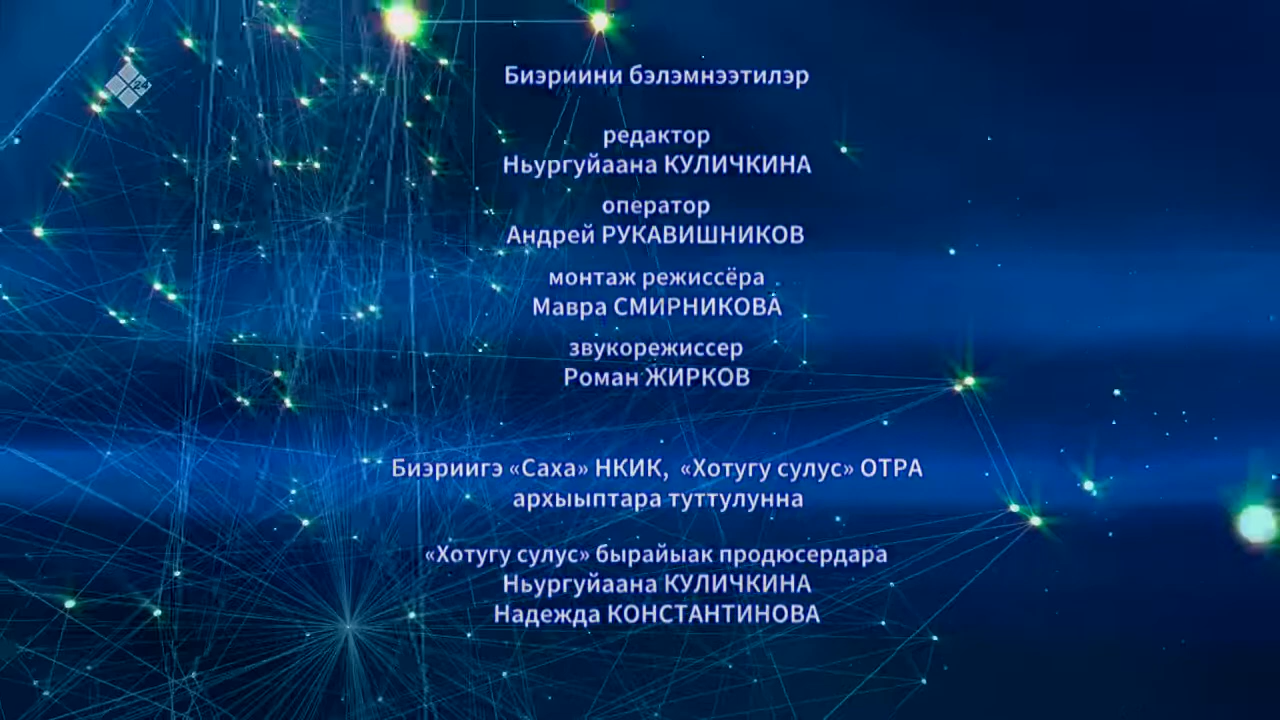 24
Биэриини бэлэмнээтилэр
редактор
Ньургуйаана КУЛИЧКИНА
оператор
Андрей РУКАВИШНИКОВ
монтаж режиссёра
Мавра СМИРНИКОВА
звукорежиссер
Роман ЖИРКОВ
Биэриигэ «Саха» НКИК, «Хотугу сулус» ОТРА
архыыптара туттулунна
«Хотугу сулус» бырайыак продюсердара
Ньургуйаана КУЛИЧКИНА
Надежда КОНСТАНТИНОВА